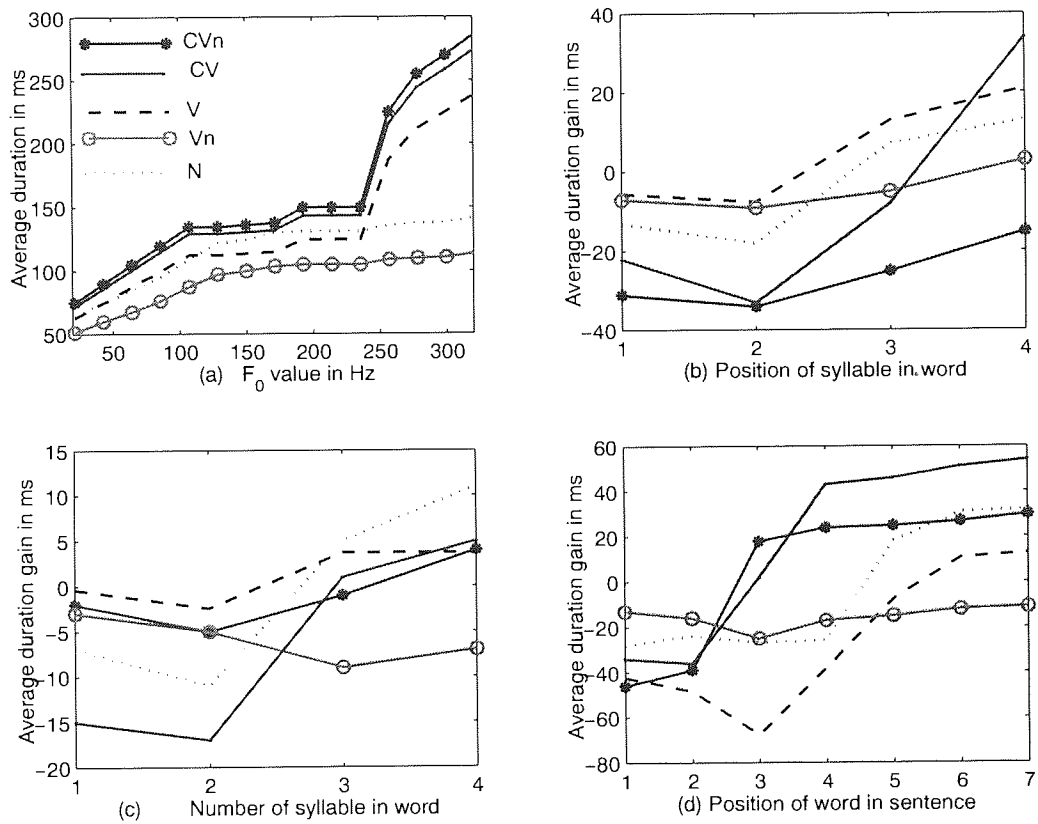 300
250
200
150
100
50
Average duration in ms
CVn
CV
V
Vn
N
50 100 150 200 250 300
(a) F₀ value in Hz
40
20
0
−20
−40
Average duration gain in ms
1 2 3 4
(b) Position of syllable in word
15
10
5
0
−5
−10
−15
−20
Average duration gain in ms
1 2 3 4
(c) Number of syllable in word
60
40
20
0
−20
−40
−60
−80
Average duration gain in ms
1 2 3 4 5 6 7
(d) Position of word in sentence